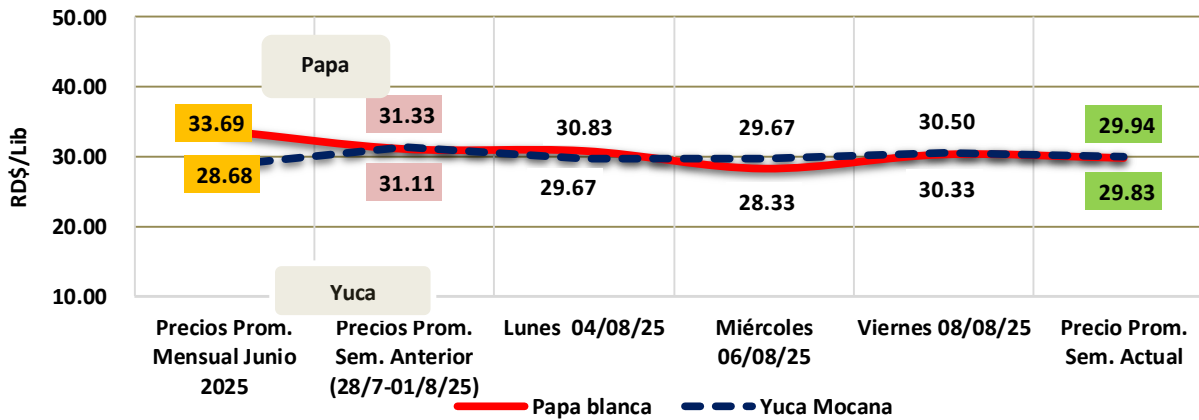 50.00
40.00
30.00
20.00
10.00
RD$/Lib
Papa
Yuca
33.69
28.68
31.33
31.11
30.83
29.67
29.67
28.33
30.50
30.33
29.94
29.83
Precios Prom.
Mensual Junio
2025
Precios Prom.
Sem. Anterior
(28/7-01/8/25)
Lunes 04/08/25
Miércoles
06/08/25
Viernes 08/08/25
Precio Prom.
Sem. Actual
Papa blanca
Yuca Mocana